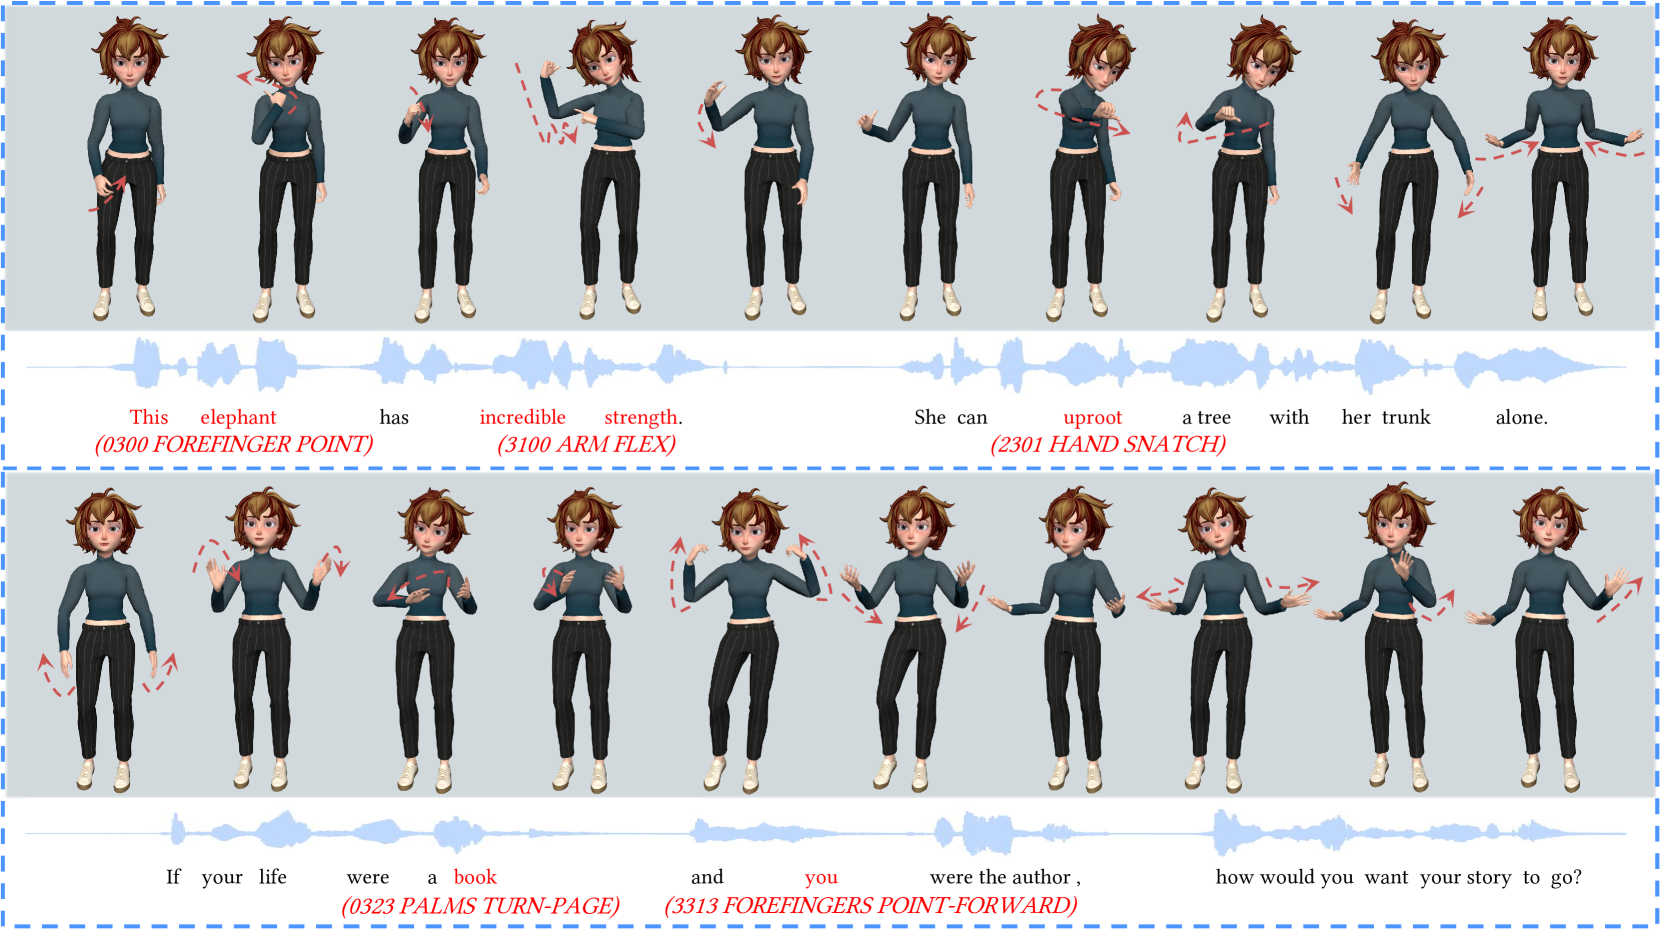 This elephant has incredible strength. She can uproot a tree with her trunk alone.
(0300 FOREFINGER POINT) (3100 ARM FLEX) (2301 HAND SNATCH)
If your life were a book and you were the author , how would you want your story to go?
(0323 PALMS TURN-PAGE) (3313 FOREFINGERS POINT-FORWARD)